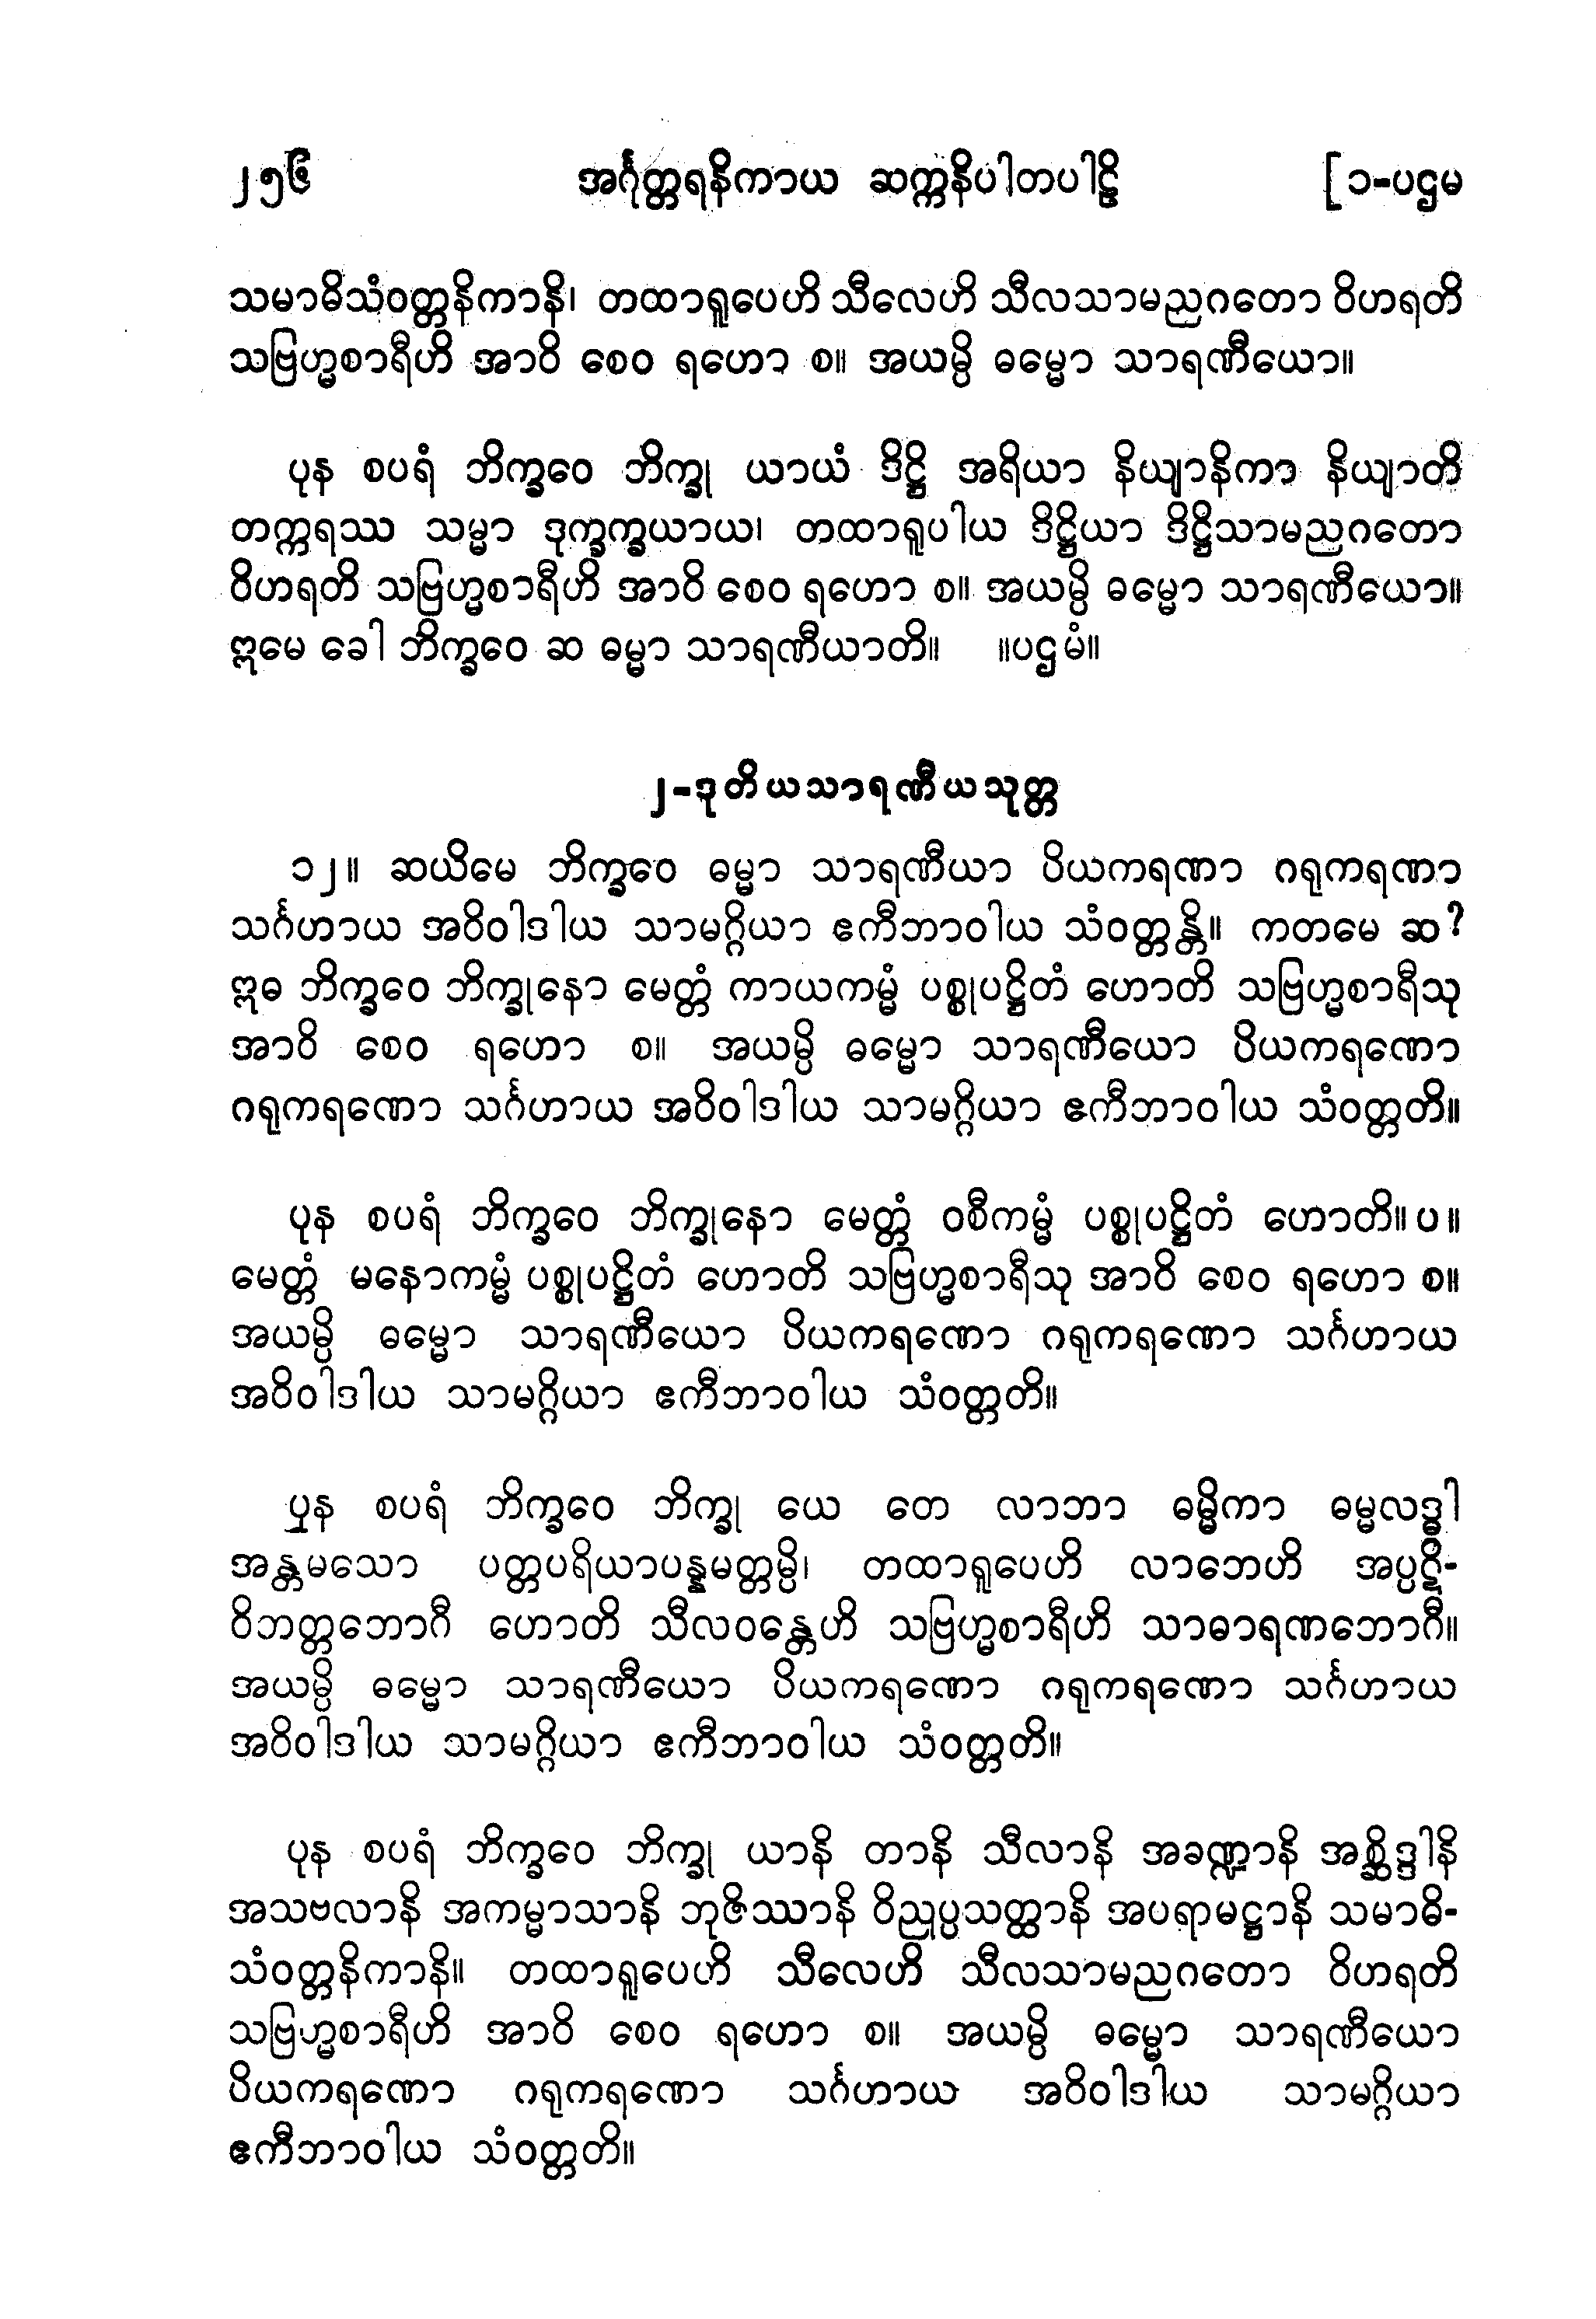 ၂၅၆ အင်္ဂုတ္တရနိကာယ ဆက္ကနိပါတပါဠိ [ ၁-ပဌမ
သမာဓိသံဝတ္တနိကာနိ၊ တထာရူပေဟိ သီလေဟိ သီလသာမညဂတော ဝိဟရတိ
သဗြဟ္မစာရီဟိ အာဝိ စေဝ ရဟော စ။ အယမ္ပိ ဓမ္မော သာရဏီယော။
ပုန စပရံ ဘိက္ခဝေ ဘိက္ခု ယာယံ ဒိဋ္ဌိ အရိယာ နိယျာနိကာ နိယျာတိ
တက္ကရဿ သမ္မာ ဒုက္ခက္ခယာယ၊ တထာရူပါယ ဒိဋ္ဌိယာ ဒိဋ္ဌိသာမညဂတော
ဝိဟရတိ သဗြဟ္မစာရီဟိ အာဝိ စေဝ ရဟော စ။ အယမ္ပိ ဓမ္မော သာရဏီယော။
ဣမေ ခေါ ဘိက္ခဝေ ဆ ဓမ္မာ သာရဏီယာတိ။ ။ပဌမံ။
၂-ဒုတိယသာရဏီယသုတ္တ
၁၂။ ဆယိမေ ဘိက္ခဝေ ဓမ္မာ သာရဏီယာ ပိယကရဏာ ဂရုကရဏာ
သင်္ဂဟာယ အဝိဝါဒါယ သာမဂ္ဂိယာ ဧကီဘာဝါယ သံဝတ္တန္တိ။ ကတမေ ဆ?
ဣဓ ဘိက္ခဝေ ဘိက္ခုနော မေတ္တံ ကာယကမ္မံ ပစ္စုပဋ္ဌိတံ ဟောတိ သဗြဟ္မစာရီသု
အာဝိ စေဝ ရဟော စ။ အယမ္ပိ ဓမ္မော သာရဏီယော ပိယကရဏော
ဂရုကရဏော သင်္ဂဟာယ အဝိဝါဒါယ သာမဂ္ဂိယာ ဧကီဘာဝါယ သံဝတ္တတိ။
ပုန စပရံ ဘိက္ခဝေ ဘိက္ခုနော မေတ္တံ ဝစီကမ္မံ ပစ္စုပဋ္ဌိတံ ဟောတိ။ပ။
မေတ္တံ မနောကမ္မံ ပစ္စုပဋ္ဌိတံ ဟောတိ သဗြဟ္မစာရီသု အာဝိ စေဝ ရဟော စ။
အယမ္ပိ ဓမ္မော သာရဏီယော ပိယကရဏော ဂရုကရဏော သင်္ဂဟာယ
အဝိဝါဒါယ သာမဂ္ဂိယာ ဧကီဘာဝါယ သံဝတ္တတိ။
ပုန စပရံ ဘိက္ခဝေ ဘိက္ခု ယေ တေ လာဘာ ဓမ္မိကာ ဓမ္မလဒ္ဓါ
အန္တမသော ပတ္တပရိယာပန္နမတ္တမ္ပိ၊ တထာရူပေဟိ လာဘေဟိ အပ္ပဋိ-
ဝိဘတ္တဘောဂီ ဟောတိ သီလဝန္တေဟိ သဗြဟ္မစာရီဟိ သာဓာရဏဘောဂီ။
အယမ္ပိ ဓမ္မော သာရဏီယော ပိယကရဏော ဂရုကရဏော သင်္ဂဟာယ
အဝိဝါဒါယ သာမဂ္ဂိယာ ဧကီဘာဝါယ သံဝတ္တတိ။
ပုန စပရံ ဘိက္ခဝေ ဘိက္ခု ယာနိ တာနိ သီလာနိ အခဏ္ဍာနိ အစ္ဆိဒ္ဒါနိ
အသဗလာနိ အကမ္မာသာနိ ဘုဇိဿာနိ ဝိညုပ္ပသတ္ထာနိ အပရာမဋ္ဌာနိ သမာဓိ-
သံဝတ္တနိကာနိ။ တထာရူပေဟိ သီလေဟိ သီလသာမညဂတော ဝိဟရတိ
သဗြဟ္မစာရီဟိ အာဝိ စေဝ ရဟော စ။ အယမ္ပိ ဓမ္မော သာရဏီယော
ပိယကရဏော ဂရုကရဏော သင်္ဂဟာယ အဝိဝါဒါယ သာမဂ္ဂိယာ
ဧကီဘာဝါယ သံဝတ္တတိ။